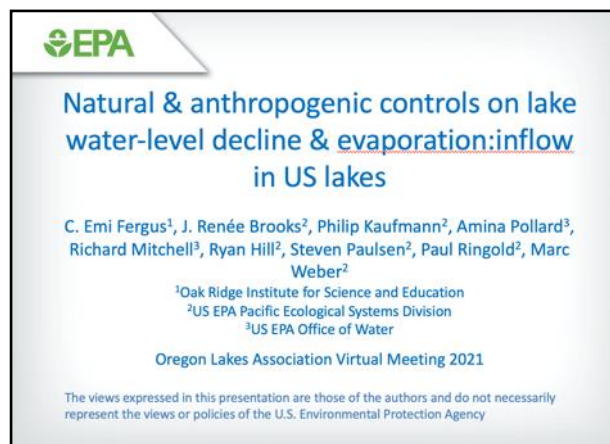 EPA
Natural & anthropogenic controls on lake
water-level decline & evaporation:inflow
in US lakes
C. Emi Fergus¹, J. Renée Brooks², Philip Kaufmann², Amina Pollard³,
Richard Mitchell³, Ryan Hill², Steven Paulsen², Paul Ringold², Marc
Weber²
¹Oak Ridge Institute for Science and Education
²US EPA Pacific Ecological Systems Division
³US EPA Office of Water
Oregon Lakes Association Virtual Meeting 2021
The views expressed in this presentation are those of the authors and do not necessarily
represent the views or policies of the U.S. Environmental Protection Agency